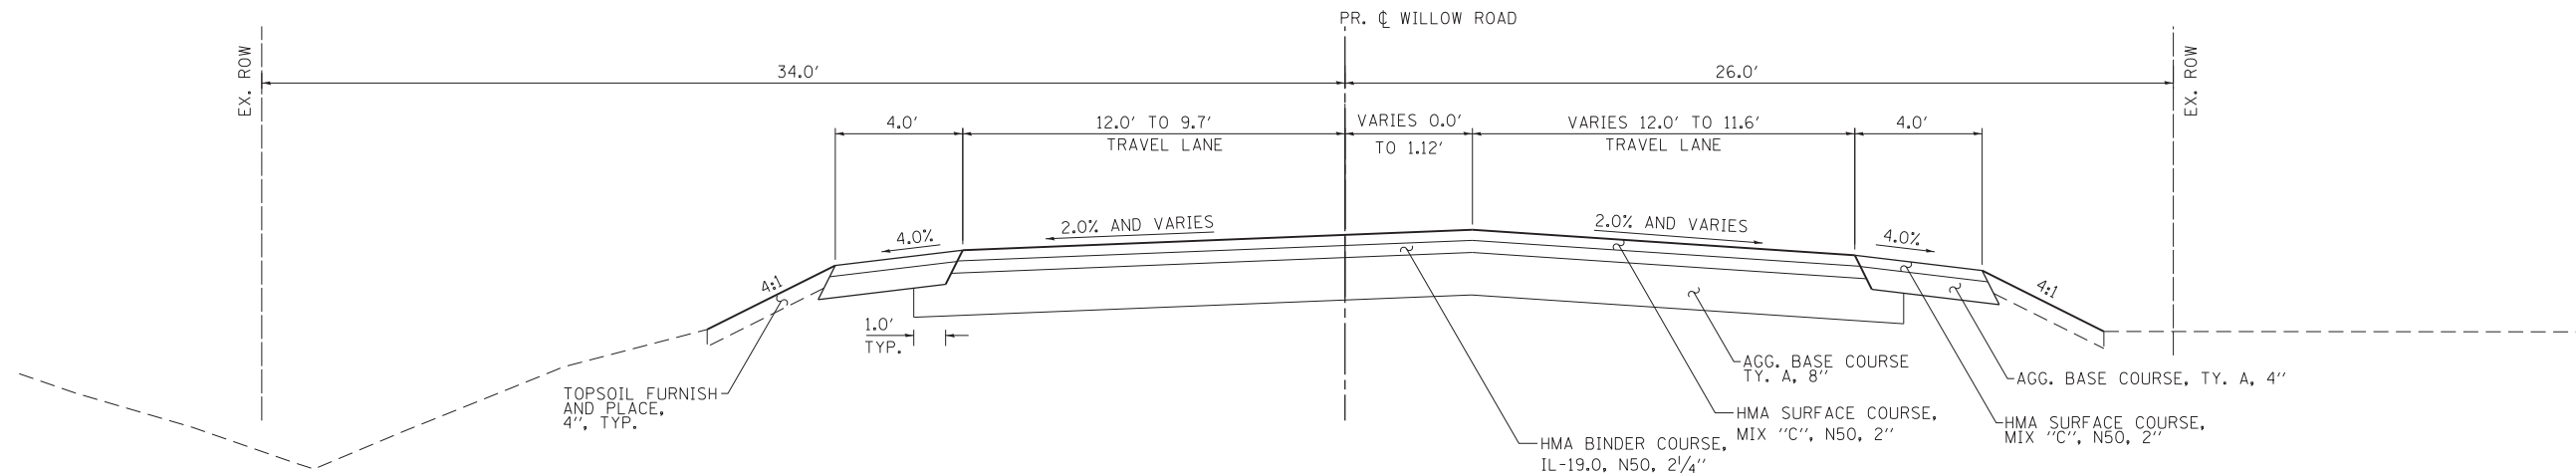 PR. ℄ WILLOW ROAD
EX. ROW
EX. ROW
34.0'
26.0'
4.0'
12.0' TO 9.7'
TRAVEL LANE
VARIES 0.0'
TO 1.12'
VARIES 12.0' TO 11.6'
TRAVEL LANE
4.0'
4:1
4.0%
2.0% AND VARIES
2.0% AND VARIES
4.0%
4:1
1.0'
TYP.
TOPSOIL FURNISH
AND PLACE,
4", TYP.
HMA BINDER COURSE,
IL-19.0, N50, 2¼"
AGG. BASE COURSE
TY. A, 8"
HMA SURFACE COURSE,
MIX "C", N50, 2"
AGG. BASE COURSE, TY. A, 4"
HMA SURFACE COURSE,
MIX "C", N50, 2"